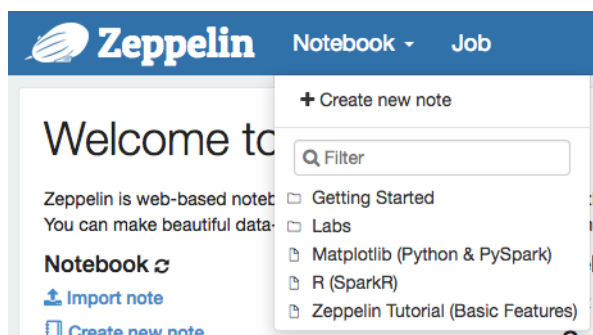 Zeppelin Notebook Job
+ Create new note
Filter
Getting Started
Labs
Matplotlib (Python & PySpark)
R (SparkR)
Zeppelin Tutorial (Basic Features)
Welcome to
Zeppelin is web-based noteb
You can make beautiful data-
Notebook
Import note
Create new note